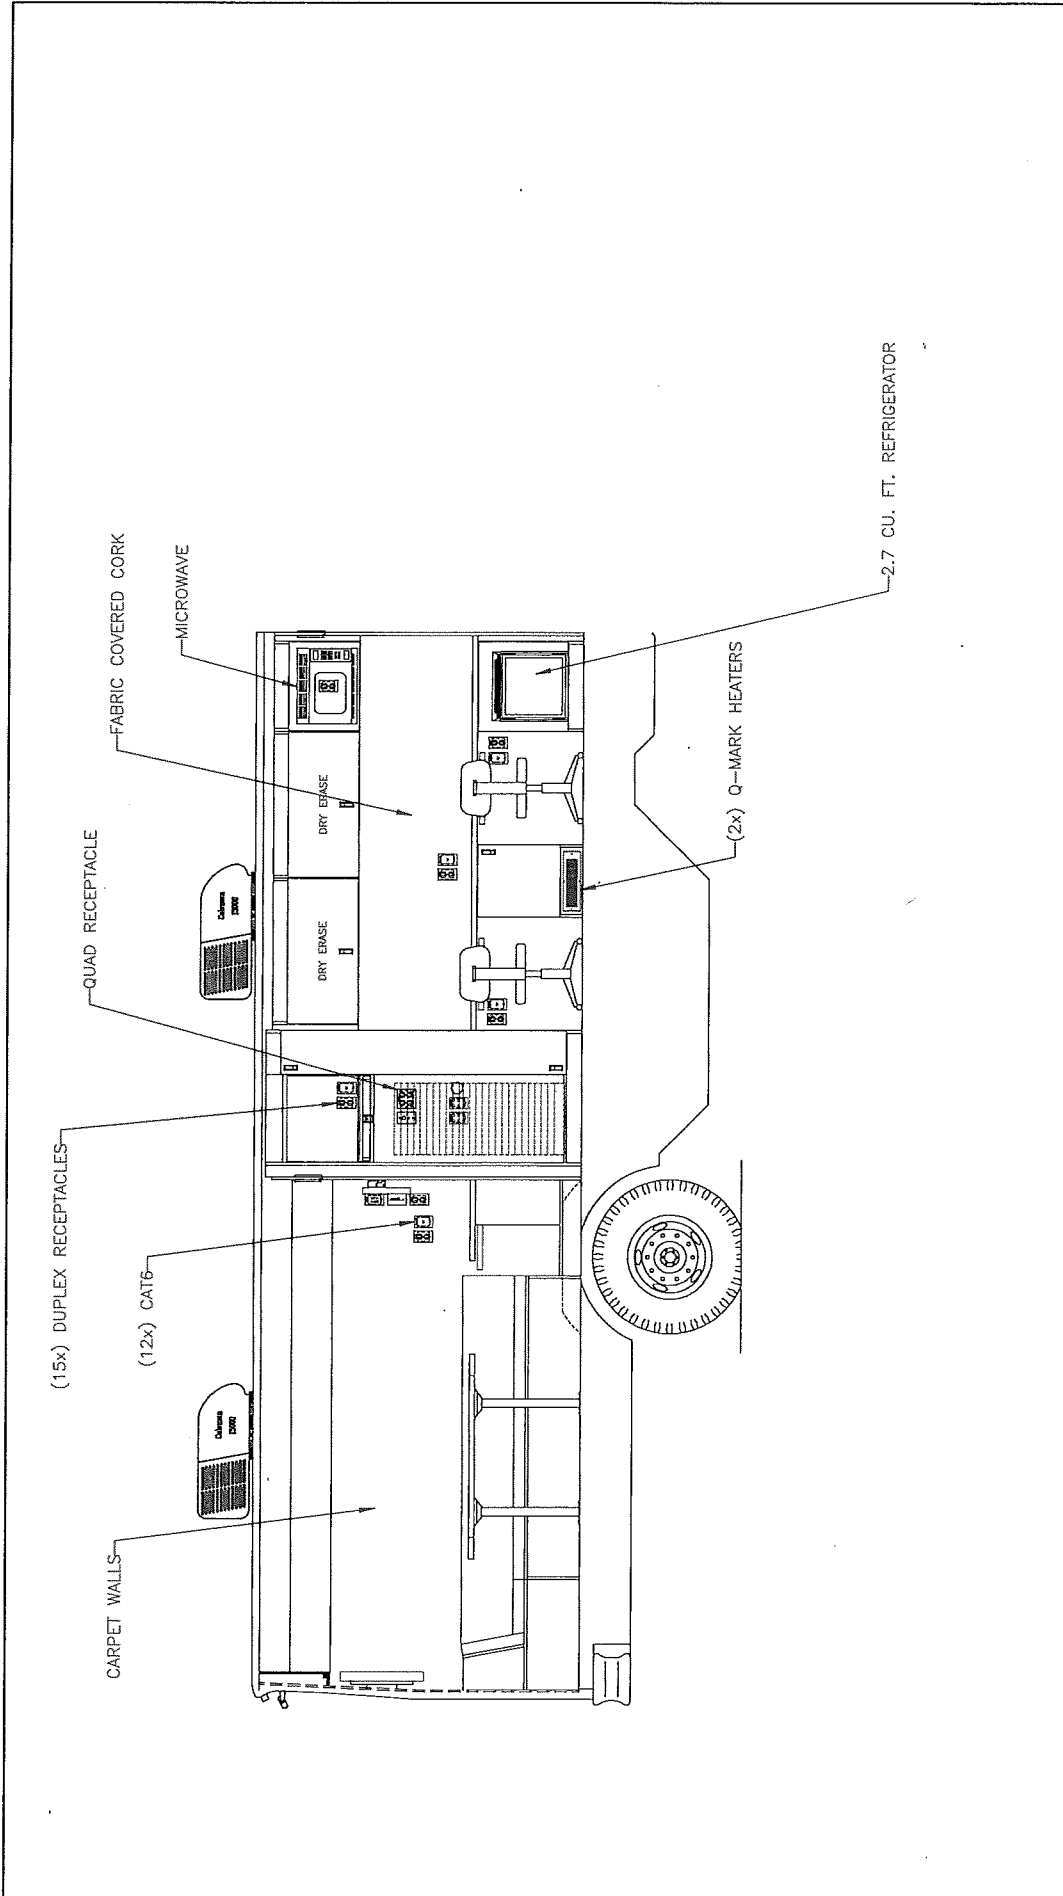 CARPET WALLS
(15x) DUPLEX RECEPTACLES
(12x) CAT6
QUAD RECEPTACLE
FABRIC COVERED CORK
MICROWAVE
DRY ERASE
DRY ERASE
(2x) Q-MARK HEATERS
2.7 CU. FT. REFRIGERATOR